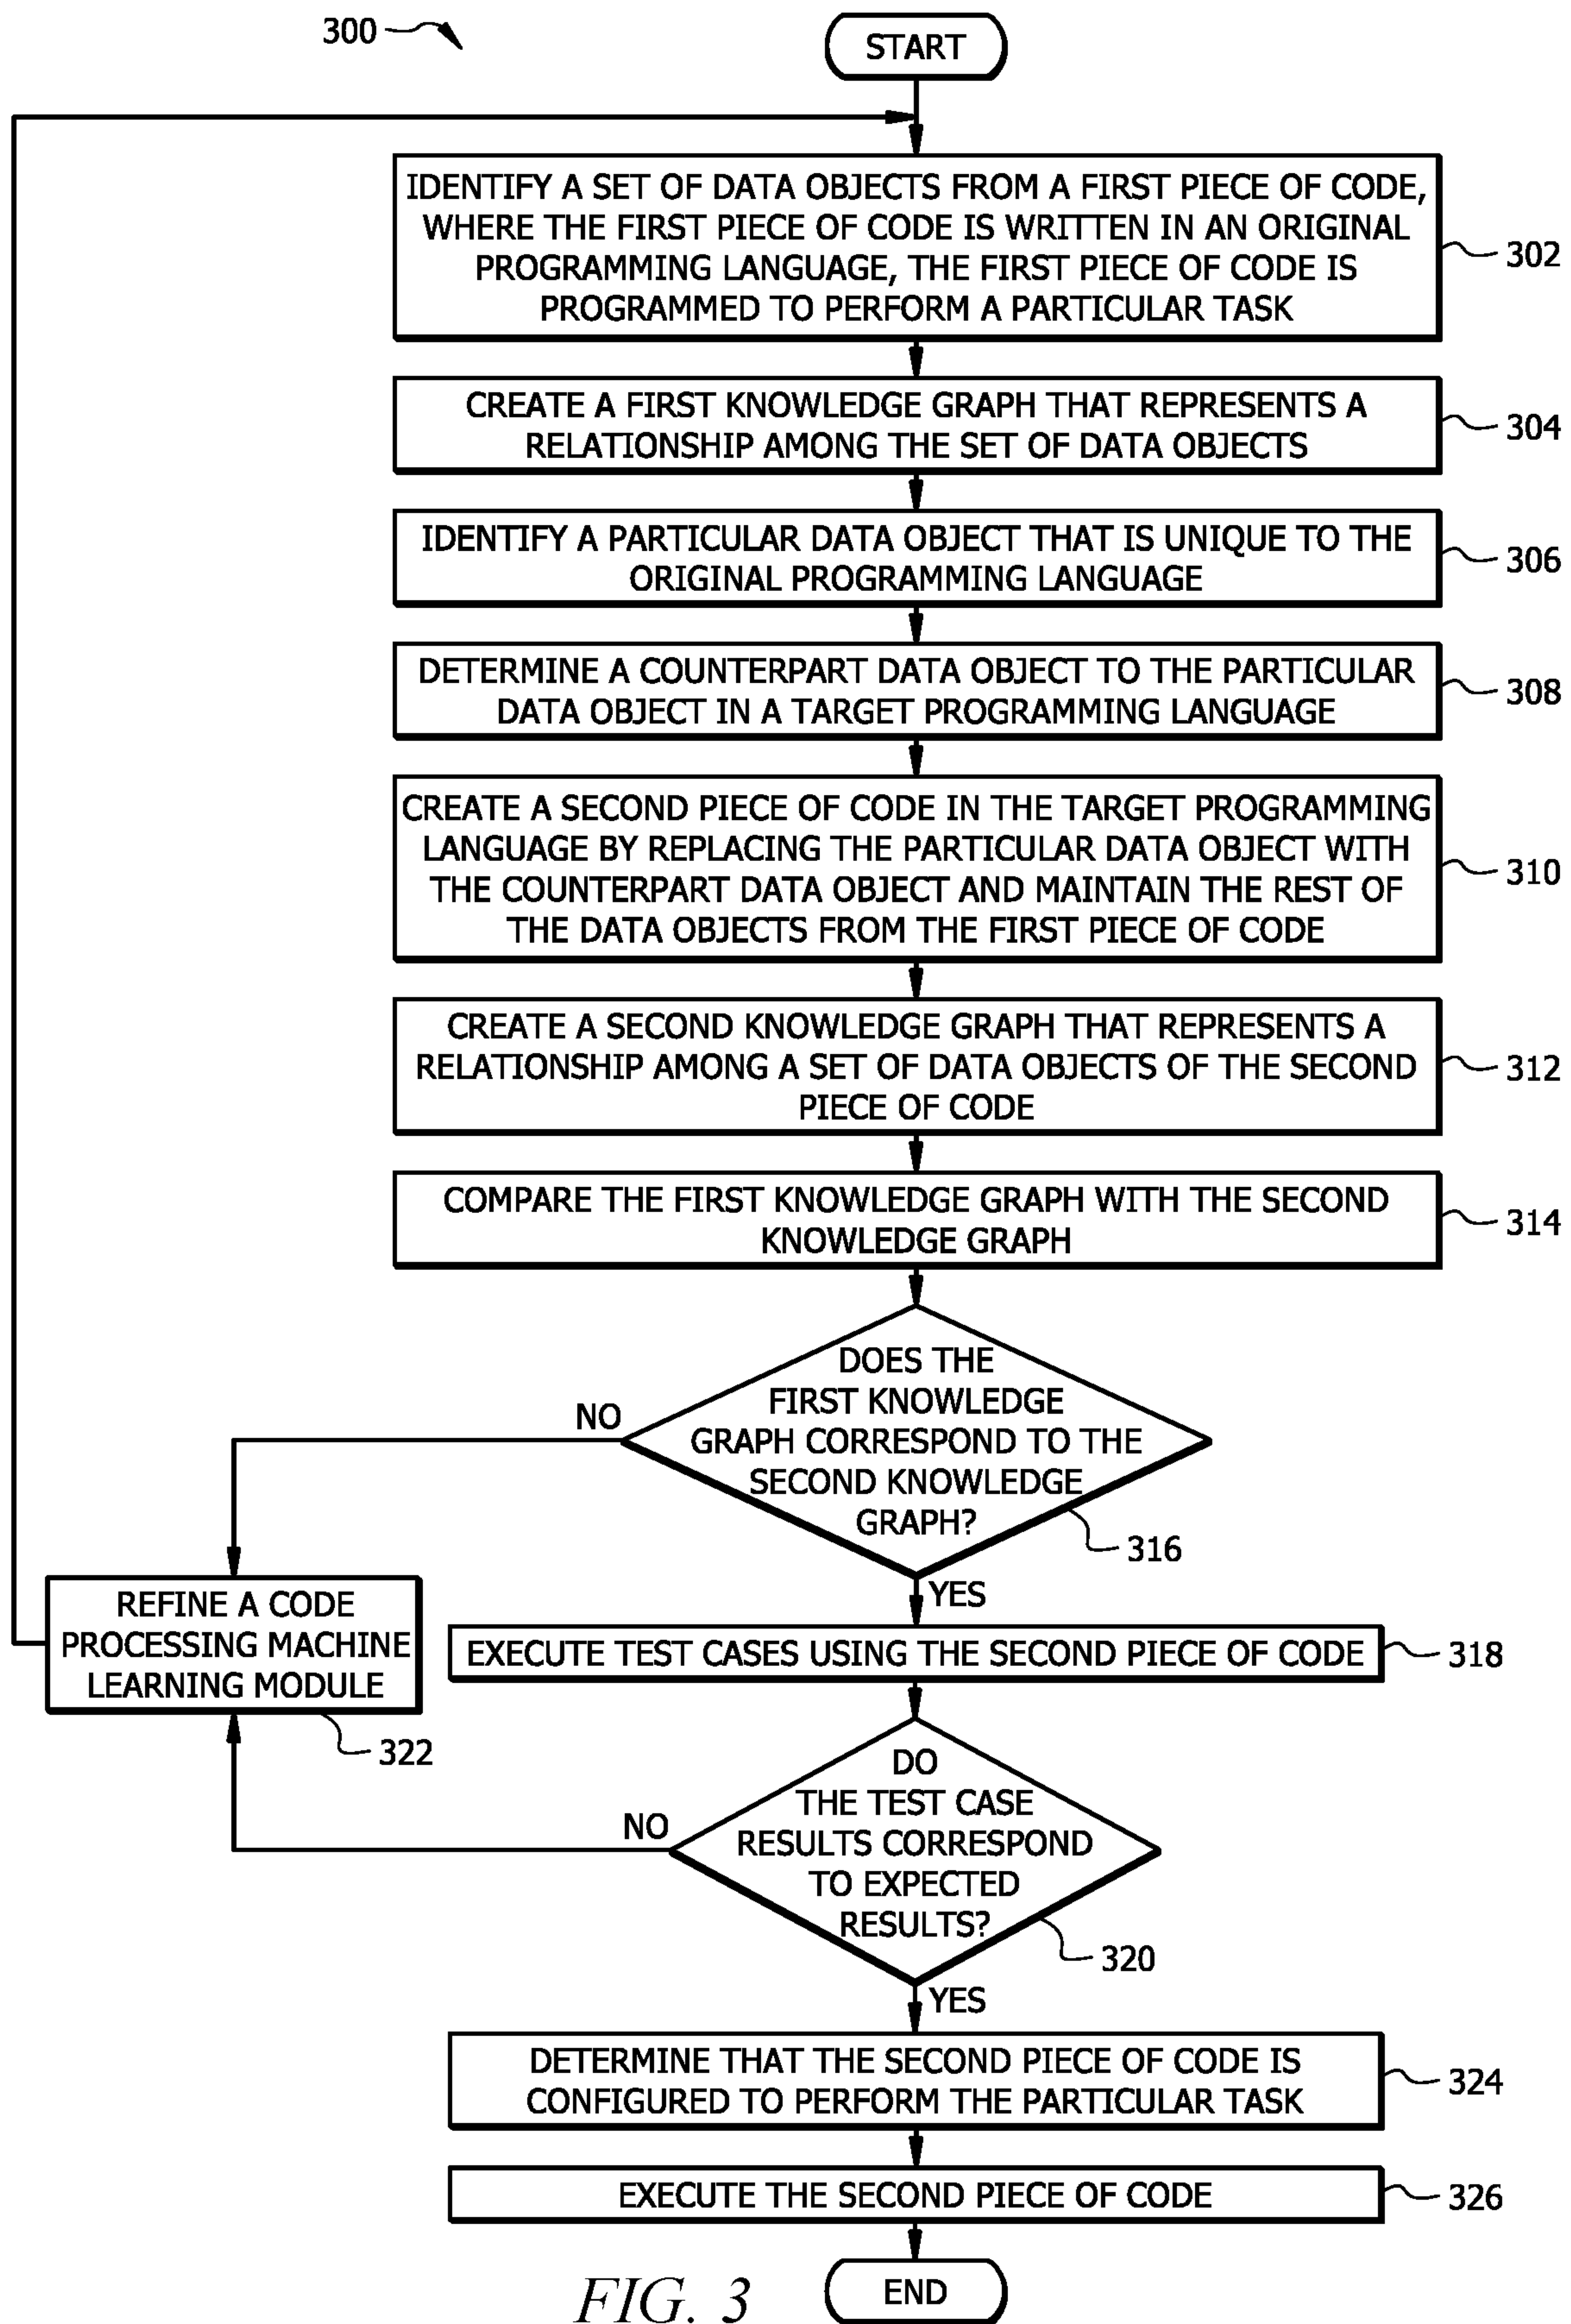 300
START
IDENTIFY A SET OF DATA OBJECTS FROM A FIRST PIECE OF CODE,
WHERE THE FIRST PIECE OF CODE IS WRITTEN IN AN ORIGINAL
PROGRAMMING LANGUAGE, THE FIRST PIECE OF CODE IS
PROGRAMMED TO PERFORM A PARTICULAR TASK
302
CREATE A FIRST KNOWLEDGE GRAPH THAT REPRESENTS A
RELATIONSHIP AMONG THE SET OF DATA OBJECTS
304
IDENTIFY A PARTICULAR DATA OBJECT THAT IS UNIQUE TO THE
ORIGINAL PROGRAMMING LANGUAGE
306
DETERMINE A COUNTERPART DATA OBJECT TO THE PARTICULAR
DATA OBJECT IN A TARGET PROGRAMMING LANGUAGE
308
CREATE A SECOND PIECE OF CODE IN THE TARGET PROGRAMMING
LANGUAGE BY REPLACING THE PARTICULAR DATA OBJECT WITH
THE COUNTERPART DATA OBJECT AND MAINTAIN THE REST OF
THE DATA OBJECTS FROM THE FIRST PIECE OF CODE
310
CREATE A SECOND KNOWLEDGE GRAPH THAT REPRESENTS A
RELATIONSHIP AMONG A SET OF DATA OBJECTS OF THE SECOND
PIECE OF CODE
312
COMPARE THE FIRST KNOWLEDGE GRAPH WITH THE SECOND
KNOWLEDGE GRAPH
314
DOES THE
FIRST KNOWLEDGE
GRAPH CORRESPOND TO THE
SECOND KNOWLEDGE
GRAPH?
316
NO
YES
REFINE A CODE
PROCESSING MACHINE
LEARNING MODULE
322
EXECUTE TEST CASES USING THE SECOND PIECE OF CODE
318
DO
THE TEST CASE
RESULTS CORRESPOND
TO EXPECTED
RESULTS?
320
NO
YES
DETERMINE THAT THE SECOND PIECE OF CODE IS
CONFIGURED TO PERFORM THE PARTICULAR TASK
324
EXECUTE THE SECOND PIECE OF CODE
326
END
FIG. 3